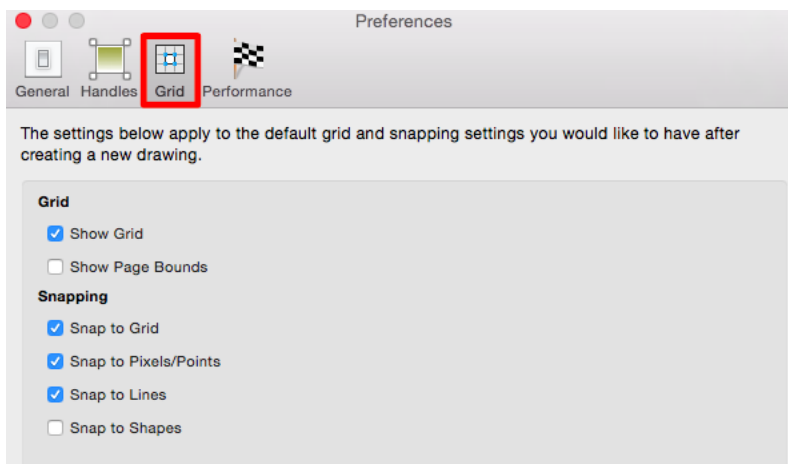 Preferences
General Handles Grid Performance
The settings below apply to the default grid and snapping settings you would like to have after
creating a new drawing.
Grid
Show Grid
Show Page Bounds
Snapping
Snap to Grid
Snap to Pixels/Points
Snap to Lines
Snap to Shapes